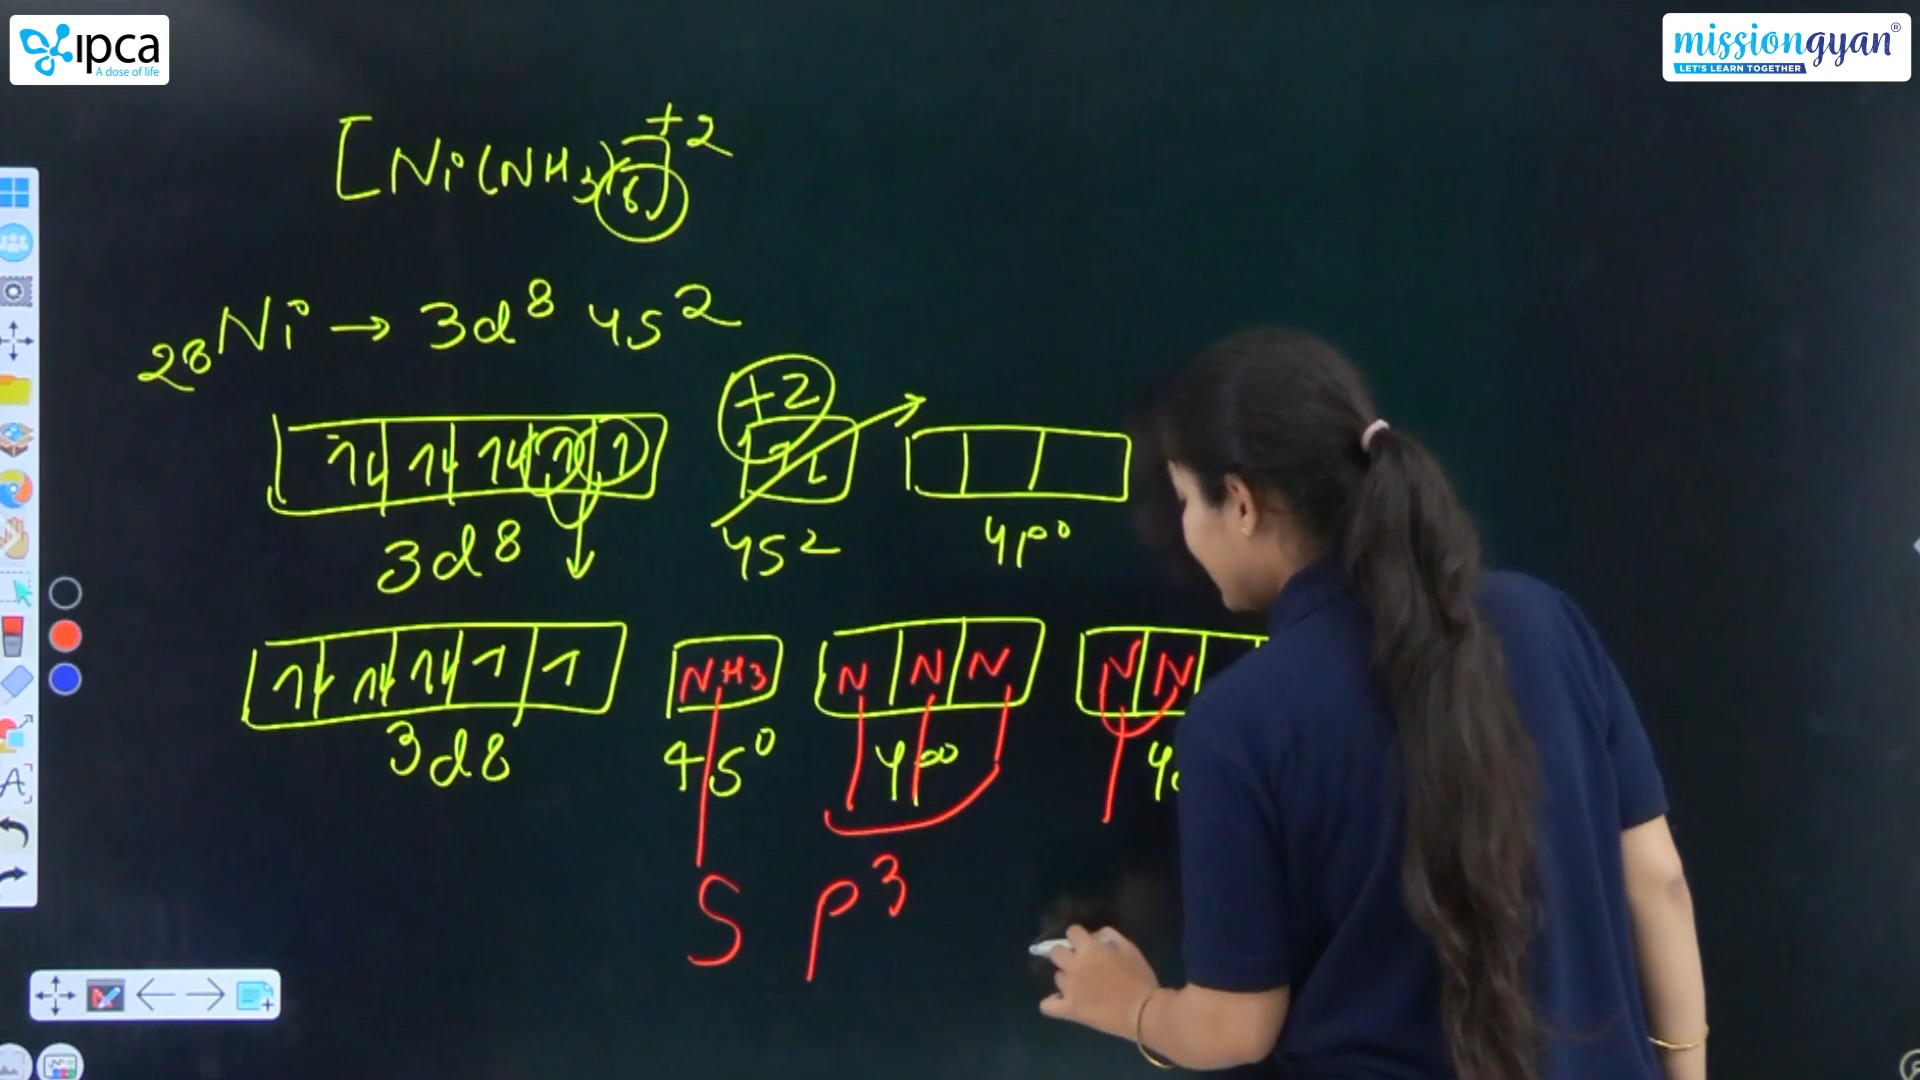 ipca
A dose of life
missiongyan®
LET'S LEARN TOGETHER
[Ni(NH3)6]+2
28Ni → 3d8 4s2
+2
3d8 4s2 4p0
NH3 N N N N N
3d8 4s0 4p0
S p3